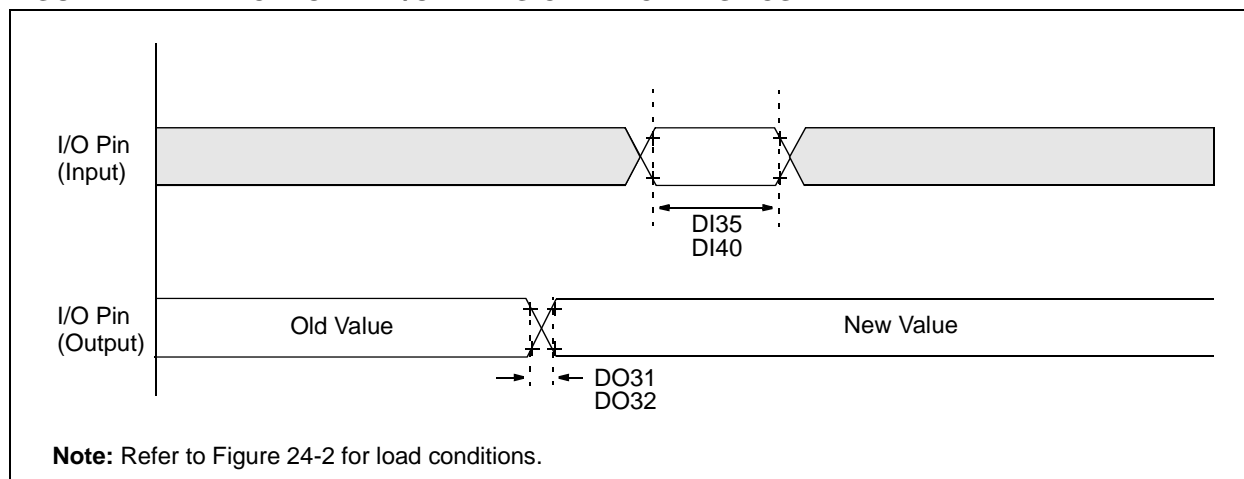 I/O Pin
(Input)
DI35
DI40
I/O Pin
(Output)
Old Value
New Value
DO31
DO32
Note: Refer to Figure 24-2 for load conditions.